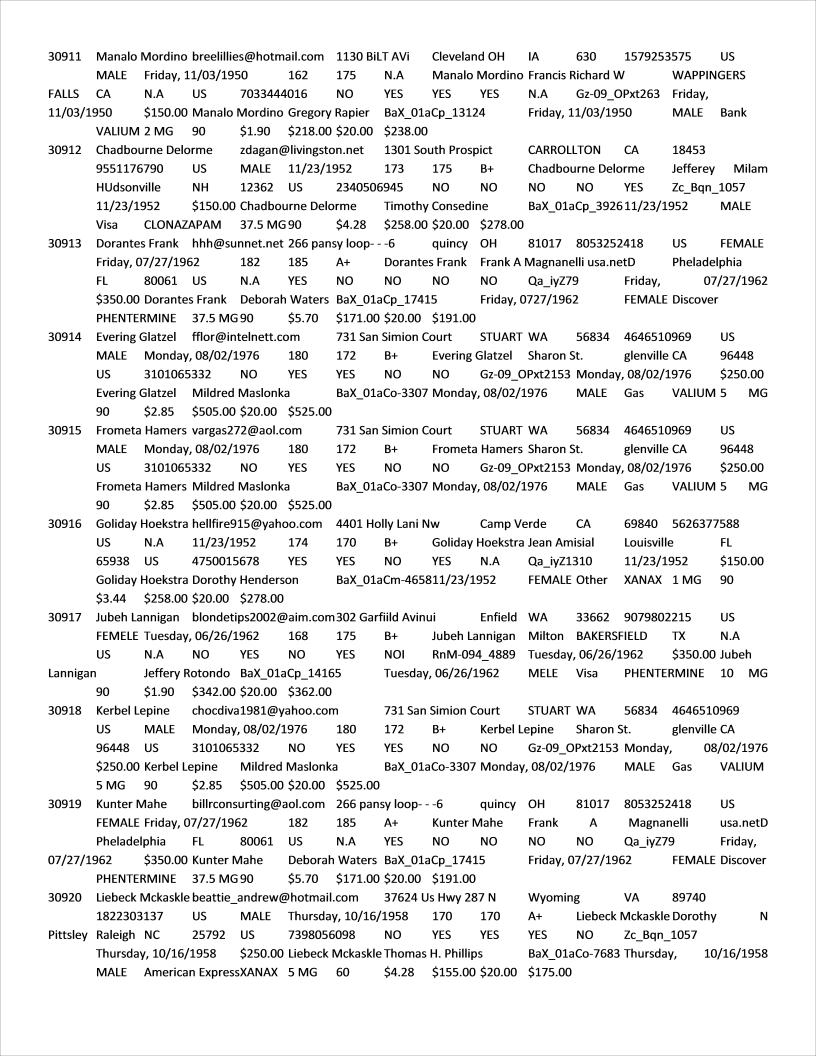 30911 Manalo Mordino breelillies@hotmail.com 1130 BiLT AVi Cleveland OH IA 630 1579253575 US
MALE Friday, 11/03/1950 162 175 N.A Manalo Mordino Francis Richard W WAPPINGERS
FALLS CA N.A US 7033444016 NO YES YES YES N.A Gz-09_OPxt263 Friday,
11/03/1950 $150.00 Manalo Mordino Gregory Rapier BaX_01aCp_13124 Friday, 11/03/1950 MALE Bank
VALIUM 2 MG 90 $1.90 $218.00 $20.00 $238.00
30912 Chadbourne Delorme zdagan@livingston.net 1301 South Prospict CARROLLTON CA 18453
9551176790 US MALE 11/23/1952 173 175 B+ Chadbourne Delorme Jefferey Milam
HUdsonville NH 12362 US 2340506945 NO NO NO NO YES Zc_Bqn_1057
11/23/1952 $150.00 Chadbourne Delorme Timothy Consedine BaX_01aCp_3926 11/23/1952 MALE
Visa CLONAZAPAM 37.5 MG 90 $4.28 $258.00 $20.00 $278.00
30913 Dorantes Frank hhh@sunnet.net 266 pansy loop- - -6 quincy OH 81017 8053252418 US FEMALE
Friday, 07/27/1962 182 185 A+ Dorantes Frank Frank A Magnanelli usa.netD Pheladelphia
FL 80061 US N.A YES NO NO NO NO Qa_iyZ79 Friday, 07/27/1962
$350.00 Dorantes Frank Deborah Waters BaX_01aCp_17415 Friday, 0727/1962 FEMALE Discover
PHENTERMINE 37.5 MG 90 $5.70 $171.00 $20.00 $191.00
30914 Evering Glatzel fflor@intelnett.com 731 San Simion Court STUART WA 56834 4646510969 US
MALE Monday, 08/02/1976 180 172 B+ Evering Glatzel Sharon St. glenville CA 96448
US 3101065332 NO YES YES NO NO Gz-09_OPxt2153 Monday, 08/02/1976 $250.00
Evering Glatzel Mildred Maslonka BaX_01aCo-3307 Monday, 08/02/1976 MALE Gas VALIUM 5 MG
90 $2.85 $505.00 $20.00 $525.00
30915 Frometa Hamers vargas272@aol.com 731 San Simion Court STUART WA 56834 4646510969 US
MALE Monday, 08/02/1976 180 172 B+ Frometa Hamers Sharon St. glenville CA 96448
US 3101065332 NO YES YES NO NO Gz-09_OPxt2153 Monday, 08/02/1976 $250.00
Frometa Hamers Mildred Maslonka BaX_01aCo-3307 Monday, 08/02/1976 MALE Gas VALIUM 5 MG
90 $2.85 $505.00 $20.00 $525.00
30916 Goliday Hoekstra hellfire915@yahoo.com 4401 Holly Lani Nw Camp Verde CA 69840 5626377588
US N.A 11/23/1952 174 170 B+ Goliday Hoekstra Jean Amisial Louisville FL
65938 US 4750015678 YES YES NO YES N.A Qa_iyZ1310 11/23/1952 $150.00
Goliday Hoekstra Dorothy Henderson BaX_01aCm-4658 11/23/1952 FEMALE Other XANAX 1 MG 90
$3.44 $258.00 $20.00 $278.00
30917 Jubeh Lannigan blondetips2002@aim.com 302 Garfiild Avinui Enfield WA 33662 9079802215 US
FEMELE Tuesday, 06/26/1962 168 175 B+ Jubeh Lannigan Milton BAKERSFIELD TX N.A
US N.A NO YES NO YES NOI RnM-094_4889 Tuesday, 06/26/1962 $350.00 Jubeh
Lannigan Jeffery Rotondo BaX_01aCp_14165 Tuesday, 06/26/1962 MELE Visa PHENTERMINE 10 MG
90 $1.90 $342.00 $20.00 $362.00
30918 Kerbel Lepine chocdiva1981@yahoo.com 731 San Simion Court STUART WA 56834 4646510969
US MALE Monday, 08/02/1976 180 172 B+ Kerbel Lepine Sharon St. glenville CA
96448 US 3101065332 NO YES YES NO NO Gz-09_OPxt2153 Monday, 08/02/1976
$250.00 Kerbel Lepine Mildred Maslonka BaX_01aCo-3307 Monday, 08/02/1976 MALE Gas VALIUM
5 MG 90 $2.85 $505.00 $20.00 $525.00
30919 Kunter Mahe billrconsurting@aol.com 266 pansy loop- - -6 quincy OH 81017 8053252418 US
FEMALE Friday, 07/27/1962 182 185 A+ Kunter Mahe Frank A Magnanelli usa.netD
Pheladelphia FL 80061 US N.A YES NO NO NO NO Qa_iyZ79 Friday,
07/27/1962 $350.00 Kunter Mahe Deborah Waters BaX_01aCp_17415 Friday, 07/27/1962 FEMALE Discover
PHENTERMINE 37.5 MG 90 $5.70 $171.00 $20.00 $191.00
30920 Liebeck Mckaskle beattie_andrew@hotmail.com 37624 Us Hwy 287 N Wyoming VA 89740
1822303137 US MALE Thursday, 10/16/1958 170 170 A+ Liebeck Mckaskle Dorothy N
Pittsley Raleigh NC 25792 US 7398056098 NO YES YES YES NO Zc_Bqn_1057
Thursday, 10/16/1958 $250.00 Liebeck Mckaskle Thomas H. Phillips BaX_01aCo-7683 Thursday, 10/16/1958
MALE American Express XANAX 5 MG 60 $4.28 $155.00 $20.00 $175.00